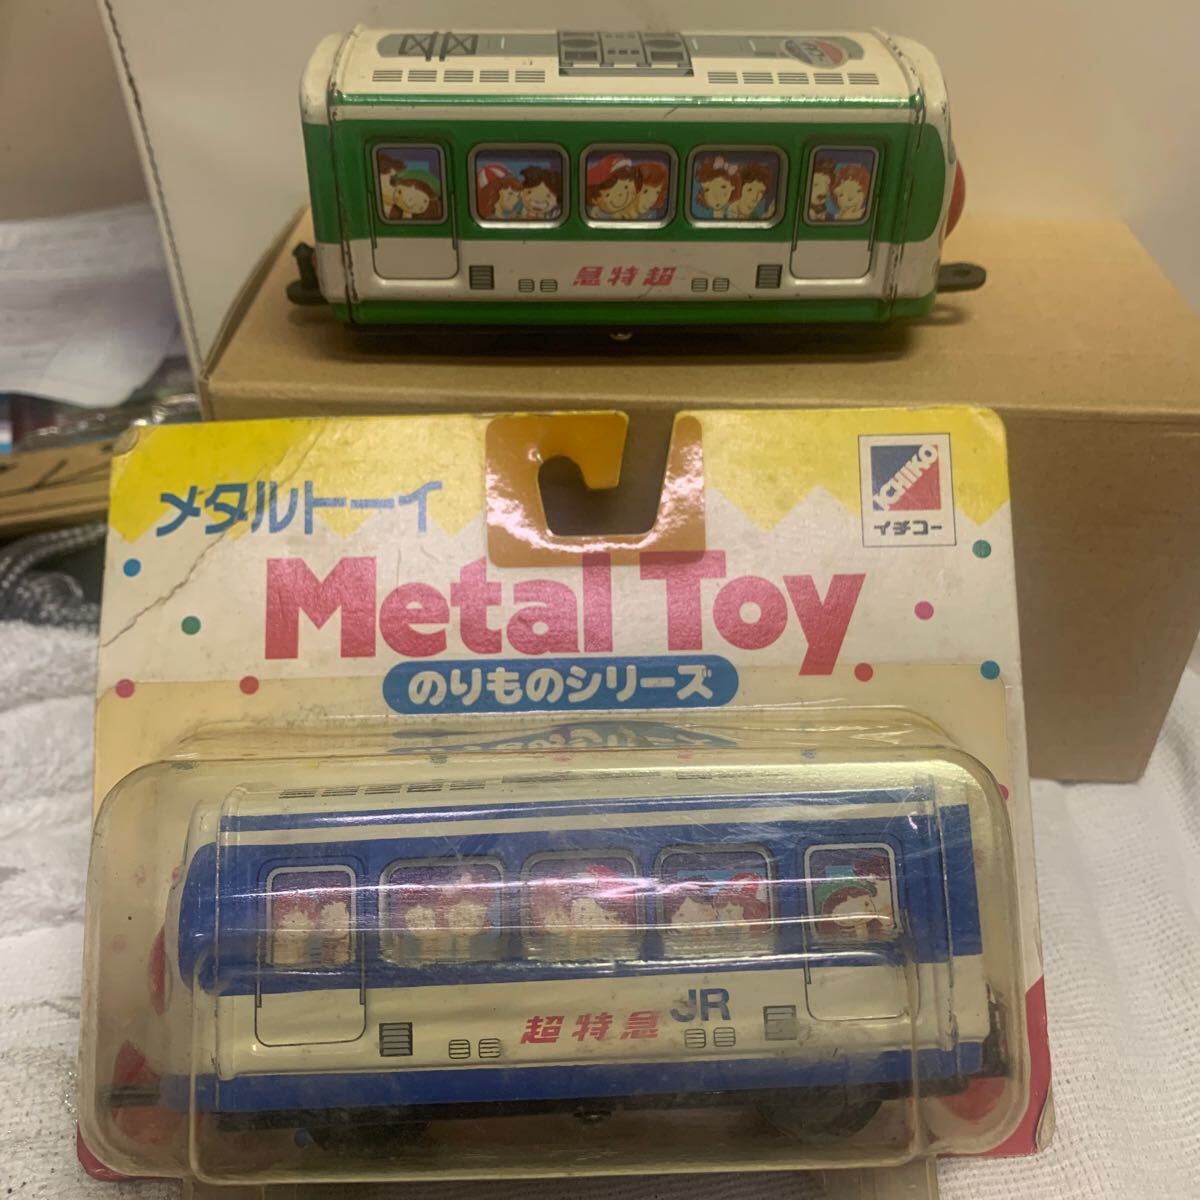 急特超
メタルトーイ
ICHIKO
イチコー
Metal Toy
のりものシリーズ
JR
超特急